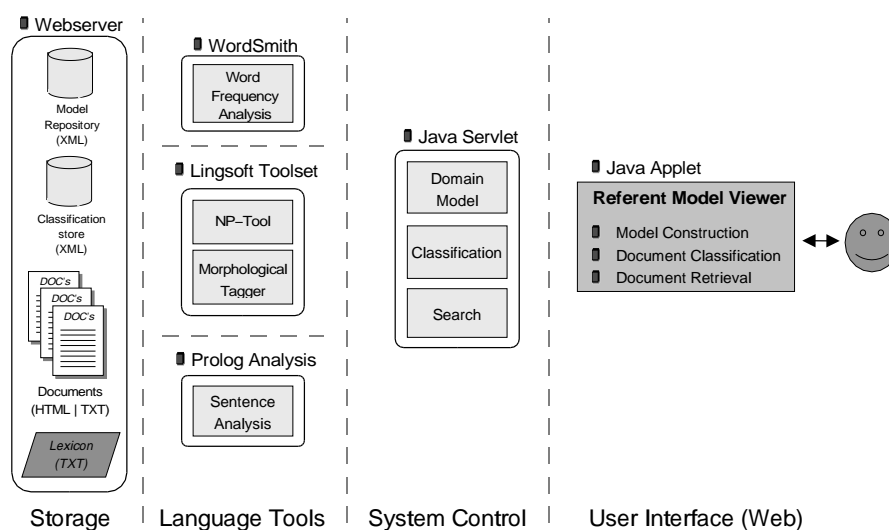 Webserver
Model
Repository
(XML)
Classification
store
(XML)
DOC's
DOC's
DOC's
Documents
(HTML | TXT)
Lexicon
(TXT)
Storage
WordSmith
Word
Frequency
Analysis
Lingsoft Toolset
NP–Tool
Morphological
Tagger
Prolog Analysis
Sentence
Analysis
Language Tools
Java Servlet
Domain
Model
Classification
Search
System Control
Java Applet
Referent Model Viewer
Model Construction
Document Classification
Document Retrieval
User Interface (Web)